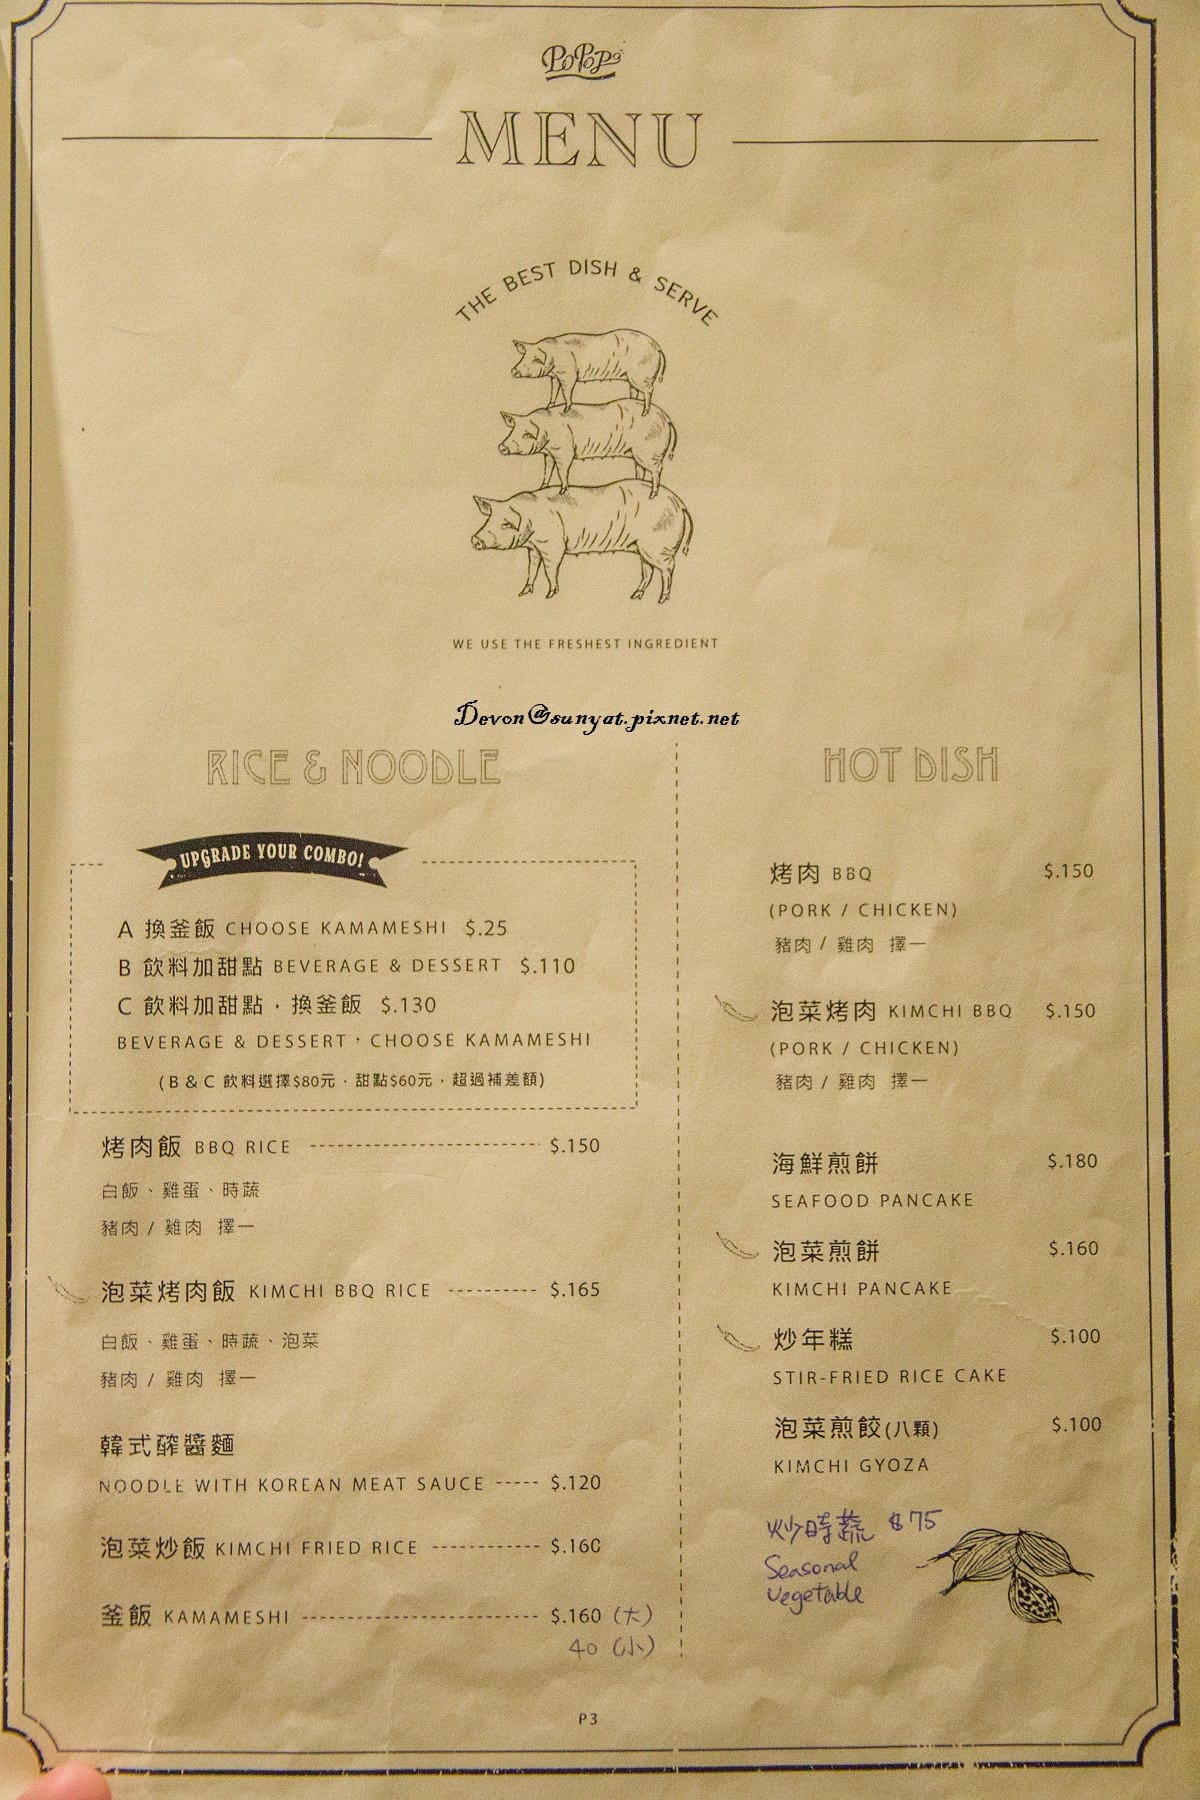 PoPoPo
MENU
THE BEST DISH & SERVE
WE USE THE FRESHEST INGREDIENT
Devon@sunyat.pixnet.net
RICE & NOODLE
UPGRADE YOUR COMBO!
A 換釜飯 CHOOSE KAMAMESHI $.25
B 飲料加甜點 BEVERAGE & DESSERT $.110
C 飲料加甜點，換釜飯 $.130
BEVERAGE & DESSERT，CHOOSE KAMAMESHI
(B & C 飲料選擇$80元．甜點$60元．超過補差額)
烤肉飯 BBQ RICE $.150
白飯、雞蛋、時蔬
豬肉 / 雞肉 擇一
泡菜烤肉飯 KIMCHI BBQ RICE $.165
白飯、雞蛋、時蔬、泡菜
豬肉 / 雞肉 擇一
韓式醡醬麵
NOODLE WITH KOREAN MEAT SAUCE $.120
泡菜炒飯 KIMCHI FRIED RICE $.160
釜飯 KAMAMESHI $.160 (大)
40 (小)
HOT DISH
烤肉 BBQ $.150
(PORK / CHICKEN)
豬肉 / 雞肉 擇一
泡菜烤肉 KIMCHI BBQ $.150
(PORK / CHICKEN)
豬肉 / 雞肉 擇一
海鮮煎餅 $.180
SEAFOOD PANCAKE
泡菜煎餅 $.160
KIMCHI PANCAKE
炒年糕 $.100
STIR-FRIED RICE CAKE
泡菜煎餃(八顆) $.100
KIMCHI GYOZA
炒時蔬 $75
Seasonal
Vegetable
P3